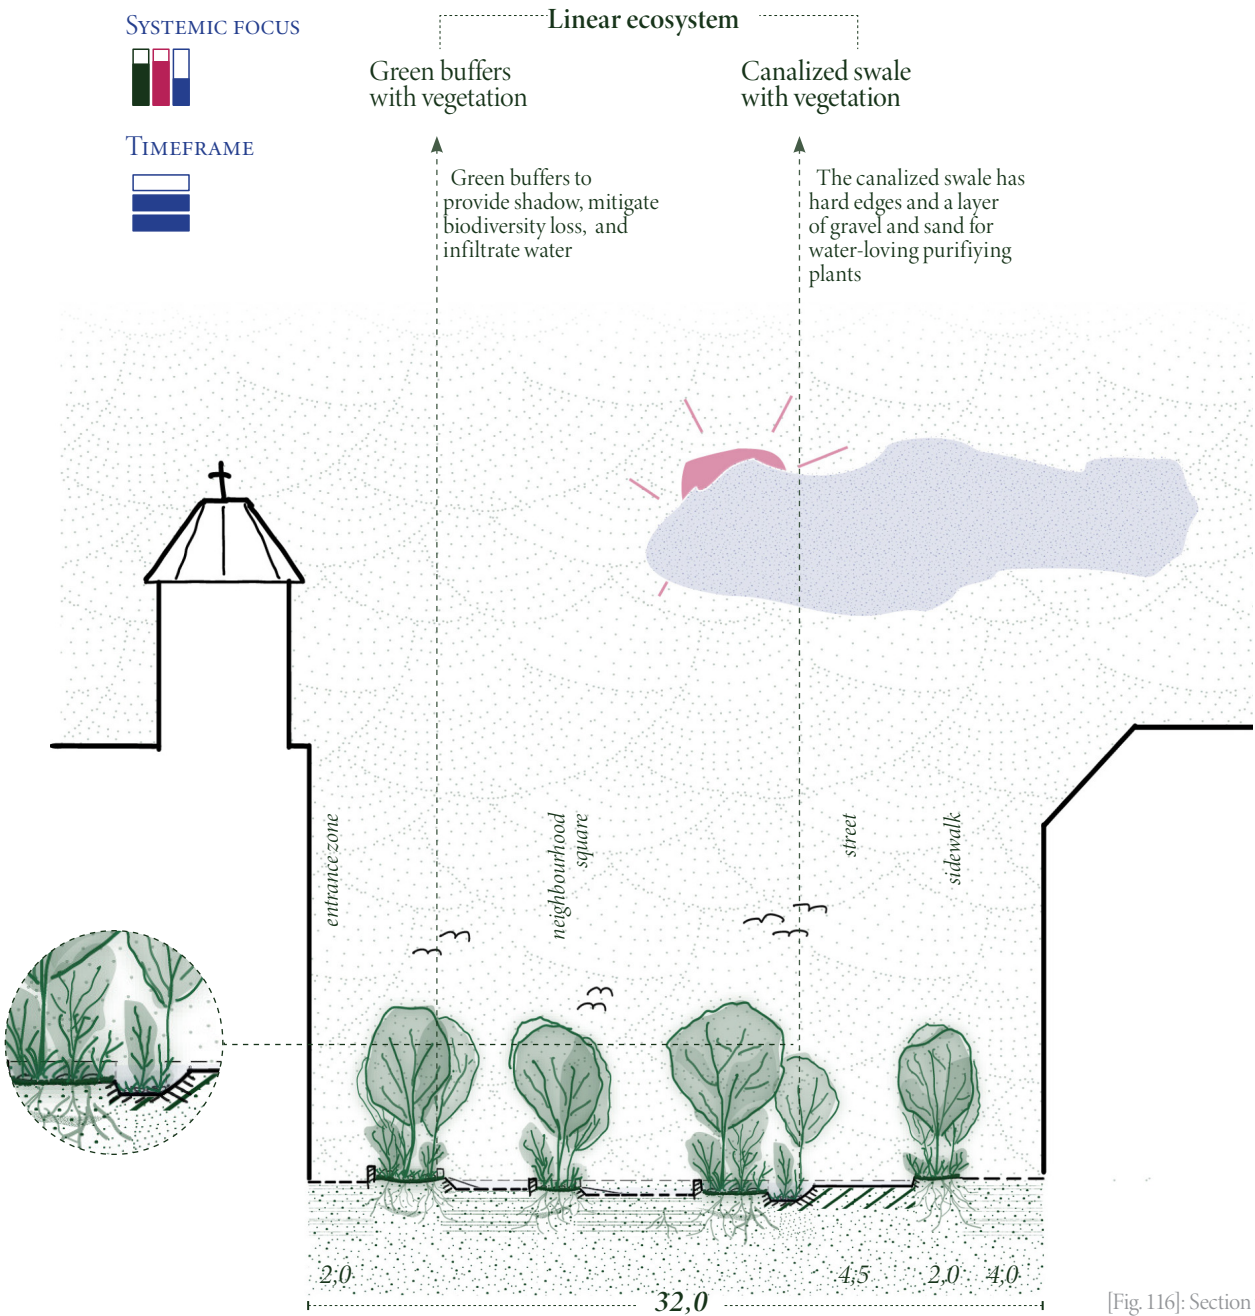 SYSTEMIC FOCUS
TIMEFRAME
Linear ecosystem
Green buffers
with vegetation
Canalized swale
with vegetation
Green buffers to
provide shadow, mitigate
biodiversity loss, and
infiltrate water
The canalized swale has
hard edges and a layer
of gravel and sand for
water-loving purifiying
plants
entrance zone
neighbourhood
square
street
sidewalk
2,0
4,5
2,0
4,0
32,0
[Fig. 116]: Section